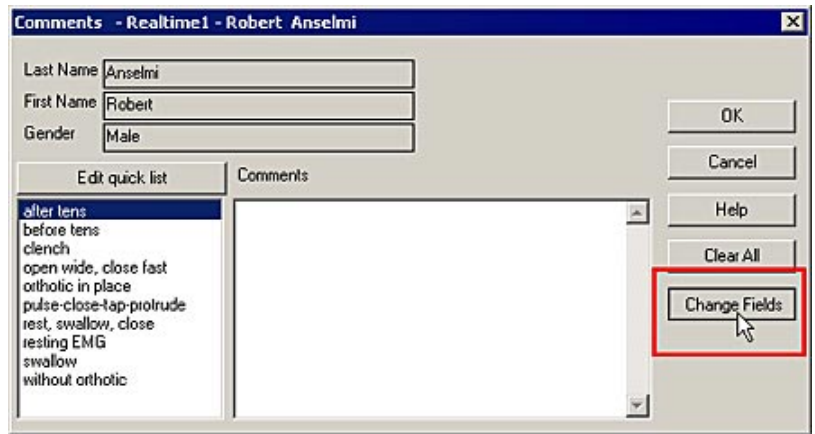 Comments - Realtime1 - Robert Anselmi
Last Name Anselmi
First Name Robert
Gender Male
OK
Cancel
Help
Clear All
Change Fields
Edit quick list
Comments
after tens
before tens
clench
open wide, close fast
orthotic in place
pulse-close-tap-protrude
rest, swallow, close
resting EMG
swallow
without orthotic